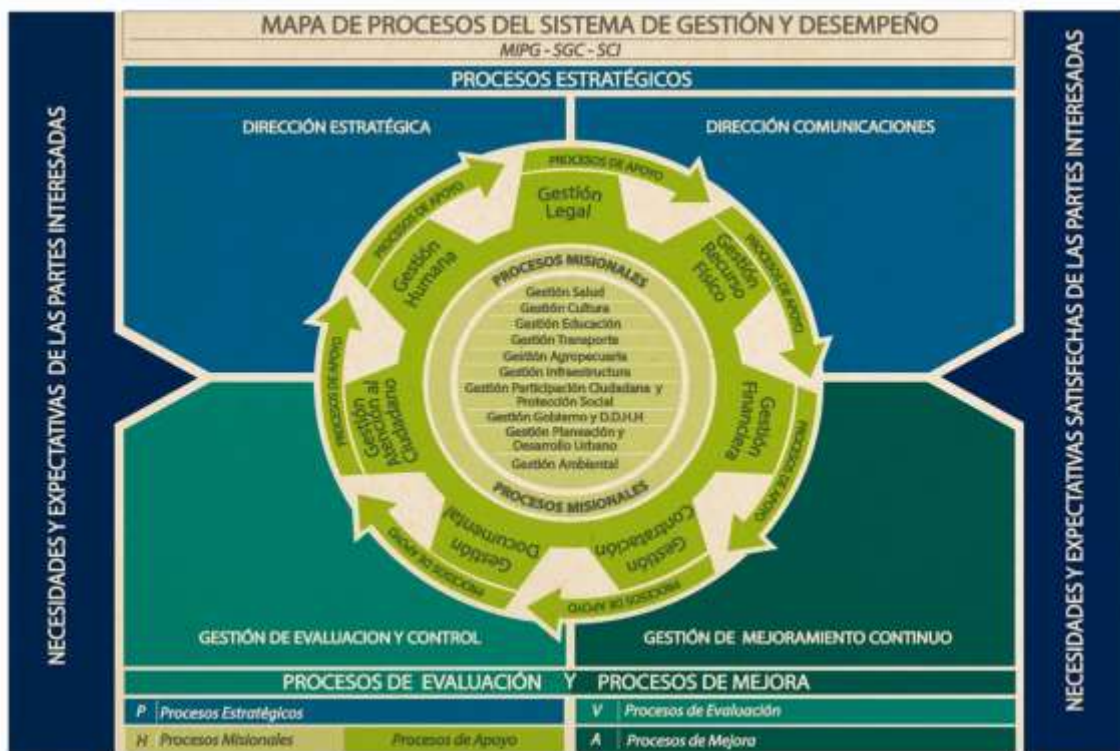 MAPA DE PROCESOS DEL SISTEMA DE GESTIÓN Y DESEMPEÑO
MIPG - SGC - SCI
PROCESOS ESTRATÉGICOS
NECESIDADES Y EXPECTATIVAS DE LAS PARTES INTERESADAS
DIRECCIÓN ESTRATÉGICA
DIRECCIÓN COMUNICACIONES
PROCESOS DE APOYO
Gestión
Legal
PROCESOS DE APOYO
Gestión
Recurso
Físico
PROCESOS DE APOYO
Gestión
Financiera
PROCESOS DE APOYO
Gestión
Contratación
PROCESOS DE APOYO
Gestión
Documental
PROCESOS DE APOYO
Gestión
Atención al
Ciudadano
PROCESOS DE APOYO
Gestión
Humana
PROCESOS DE APOYO
PROCESOS MISIONALES
Gestión Salud
Gestión Cultura
Gestión Educación
Gestión Transporte
Gestión Agropecuaria
Gestión Infraestructura
Gestión Participación Ciudadana y
Protección Social
Gestión Gobierno y D.D.H.H
Gestión Planeación y
Desarrollo Urbano
Gestión Ambiental
PROCESOS MISIONALES
GESTIÓN DE EVALUACION Y CONTROL
GESTIÓN DE MEJORAMIENTO CONTINUO
NECESIDADES Y EXPECTATIVAS SATISFECHAS DE LAS PARTES INTERESADAS
PROCESOS DE EVALUACIÓN Y PROCESOS DE MEJORA
P Procesos Estratégicos
V Procesos de Evaluación
H Procesos Misionales
Procesos de Apoyo
A Procesos de Mejora